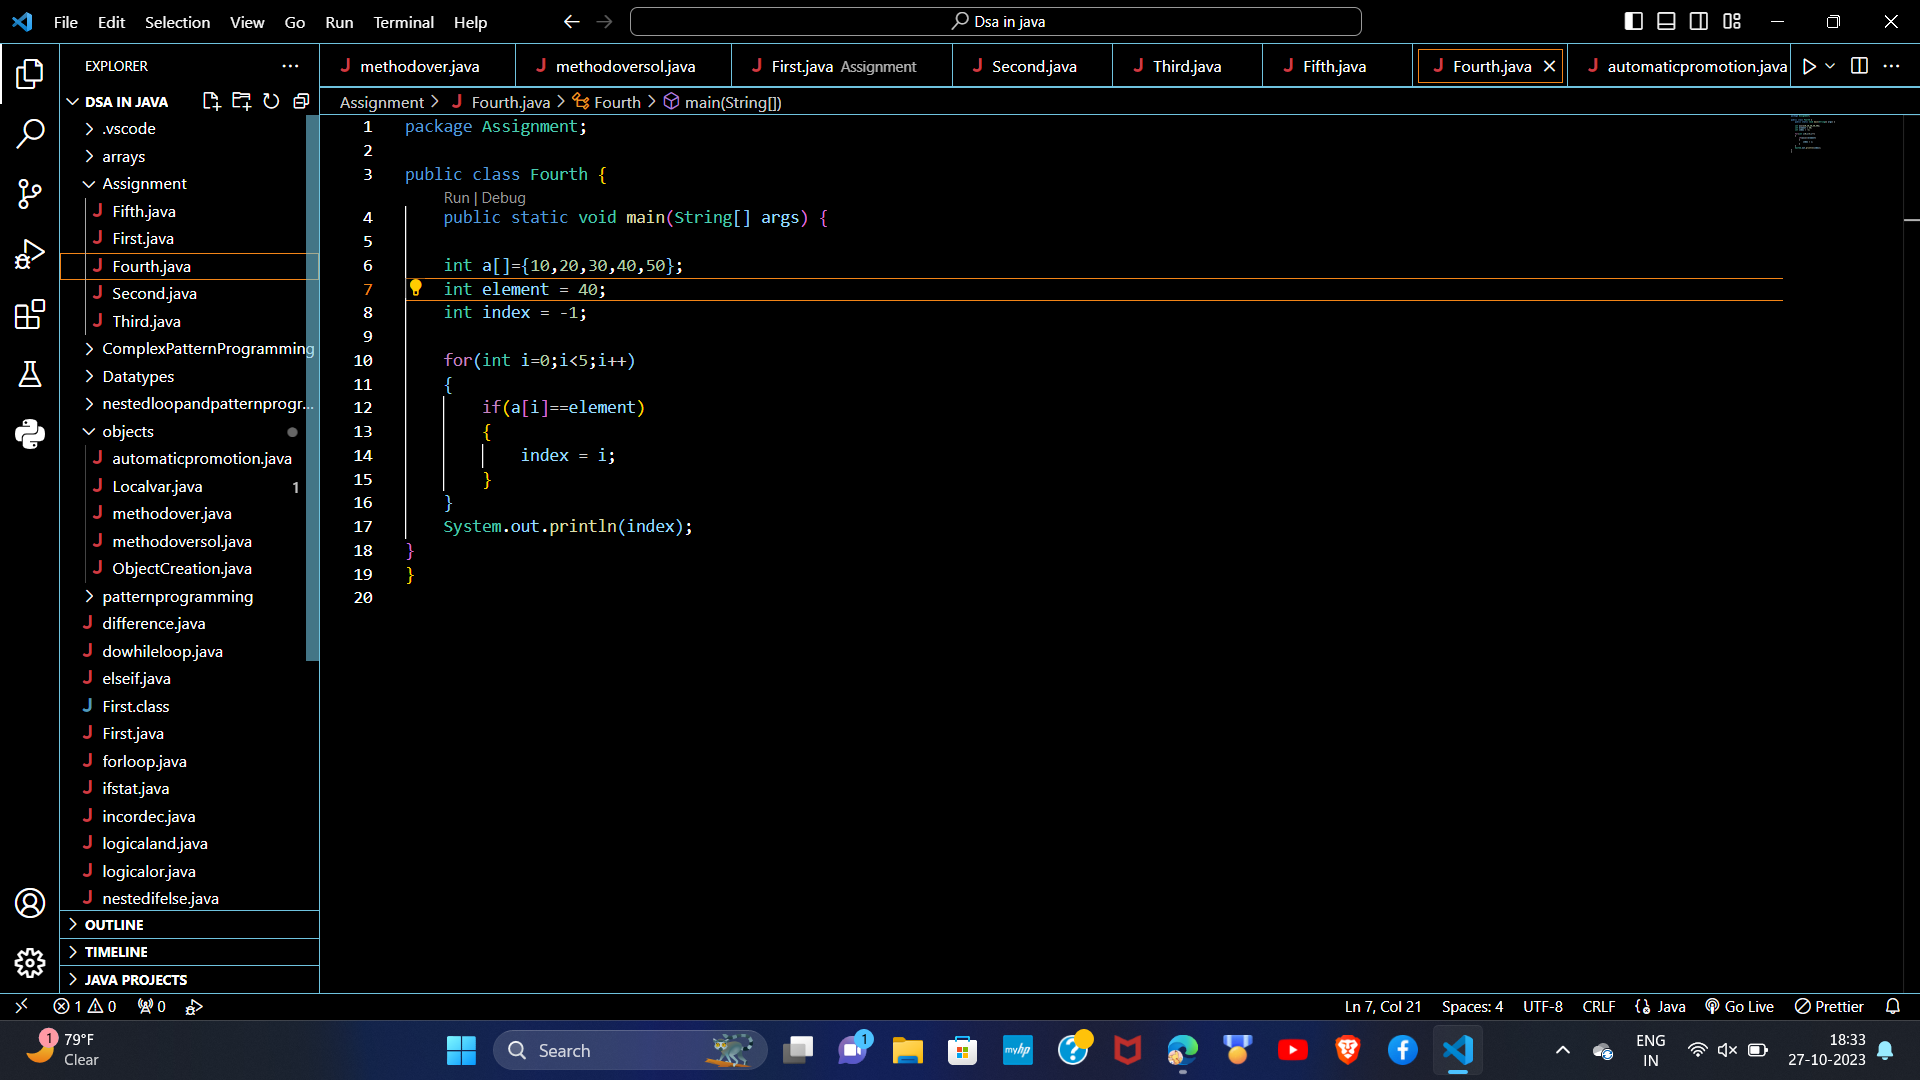 File Edit Selection View Go Run Terminal Help
Dsa in java
EXPLORER
DSA IN JAVA
.vscode
arrays
Assignment
Fifth.java
First.java
Fourth.java
Second.java
Third.java
ComplexPatternProgramming
Datatypes
nestedloopandpatternprogr...
objects
automaticpromotion.java
Localvar.java 1
methodover.java
methodoversol.java
ObjectCreation.java
patternprogramming
difference.java
dowhileloop.java
elseif.java
First.class
First.java
forloop.java
ifstat.java
incordec.java
logicaland.java
logicalor.java
nestedifelse.java
OUTLINE
TIMELINE
JAVA PROJECTS
methodover.java methodoversol.java First.java Assignment Second.java Third.java Fifth.java Fourth.java automaticpromotion.java
Assignment > Fourth.java > Fourth > main(String[])
1 package Assignment;
2
3 public class Fourth {
Run | Debug
4 public static void main(String[] args) {
5
6 int a[]={10,20,30,40,50};
7 int element = 40;
8 int index = -1;
9
10 for(int i=0;i<5;i++)
11 {
12 if(a[i]==element)
13 {
14 index = i;
15 }
16 }
17 System.out.println(index);
18 }
19 }
20
1 0 0 Ln 7, Col 21 Spaces: 4 UTF-8 CRLF {} Java Go Live Prettier
1 79°F
Clear
Search
1
myhp
ENG
IN
18:33
27-10-2023